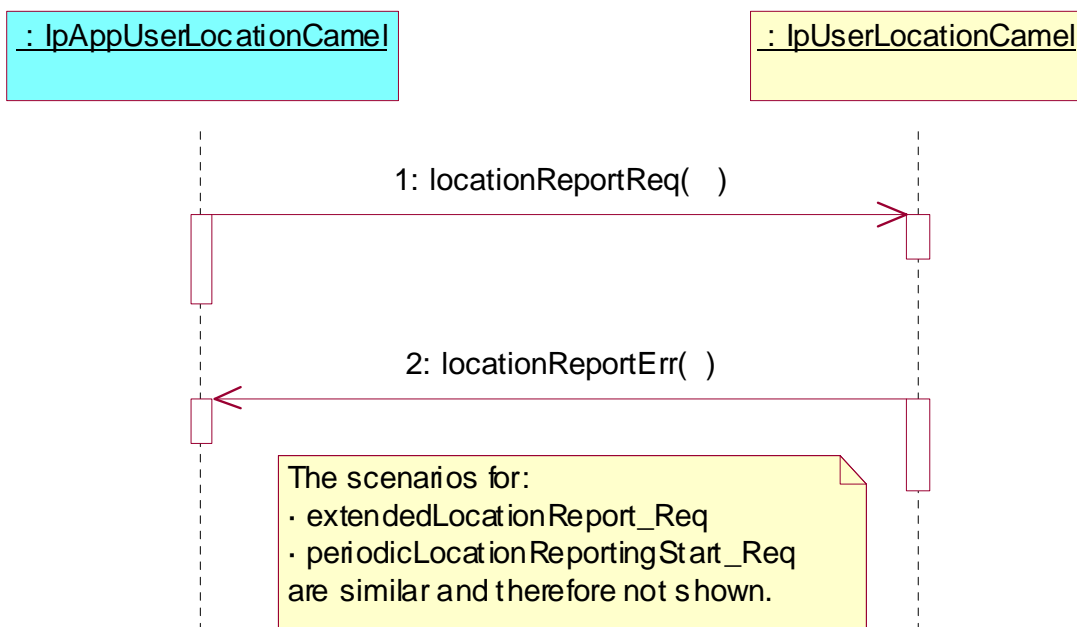 : IpAppUserLocationCamel
: IpUserLocationCamel
1: locationReportReq( )
2: locationReportErr( )
The scenarios for:
· extendedLocationReport_Req
· periodicLocationReportingStart_Req
are similar and therefore not shown.